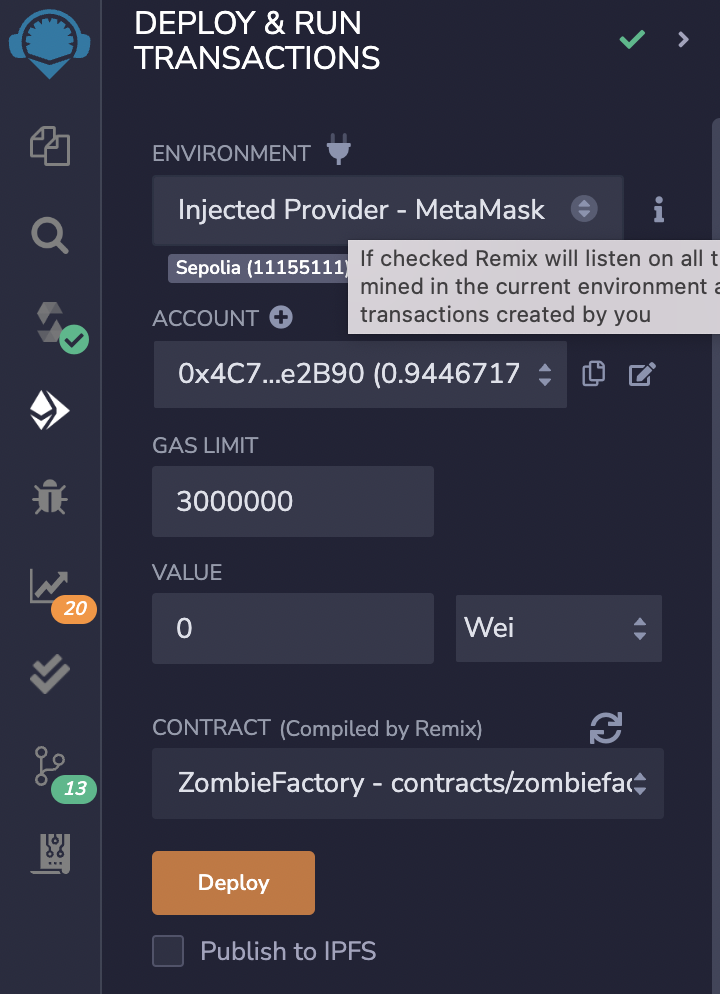 DEPLOY & RUN
TRANSACTIONS
ENVIRONMENT
Injected Provider - MetaMask
Sepolia (11155111)
If checked Remix will listen on all
mined in the current environment
transactions created by you
ACCOUNT
0x4C7...e2B90 (0.9446717
GAS LIMIT
3000000
VALUE
0
Wei
20
13
CONTRACT (Compiled by Remix)
ZombieFactory - contracts/zombiefac
Deploy
Publish to IPFS